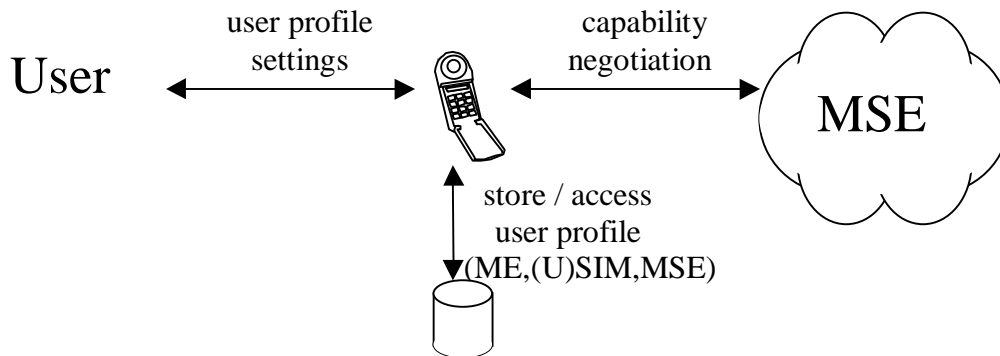 user profile
settings
capability
negotiation
User
MSE
store / access
user profile
(ME,(U)SIM,MSE)